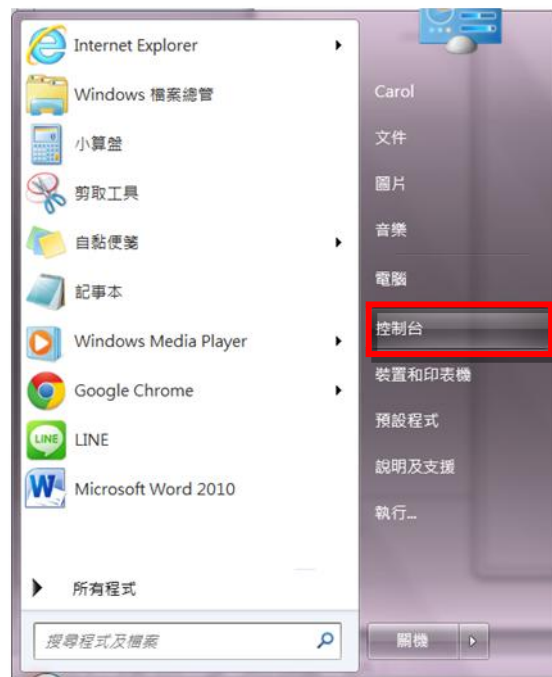 Internet Explorer
Windows 檔案總管
小算盤
剪取工具
自黏便箋
記事本
Windows Media Player
Google Chrome
LINE
LINE
Microsoft Word 2010
所有程式
搜尋程式及檔案
Carol
文件
圖片
音樂
電腦
控制台
裝置和印表機
預設程式
說明及支援
執行...
關機